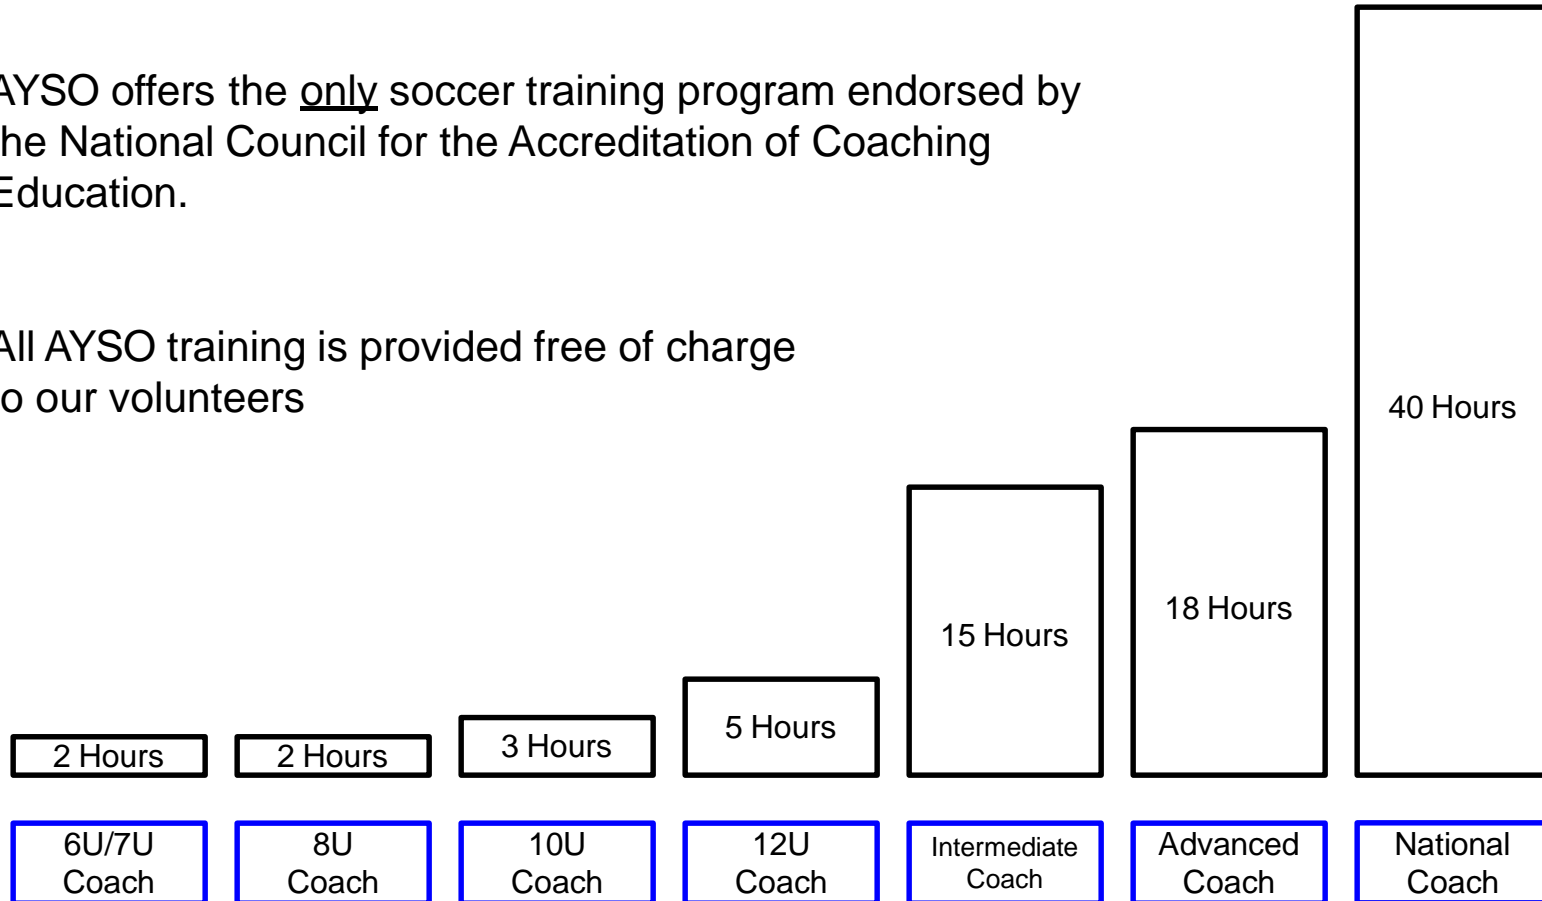 AYSO offers the only soccer training program endorsed by
the National Council for the Accreditation of Coaching
Education.
All AYSO training is provided free of charge
to our volunteers
40 Hours
18 Hours
15 Hours
5 Hours
3 Hours
2 Hours
2 Hours
6U/7U
Coach
8U
Coach
10U
Coach
12U
Coach
Intermediate
Coach
Advanced
Coach
National
Coach